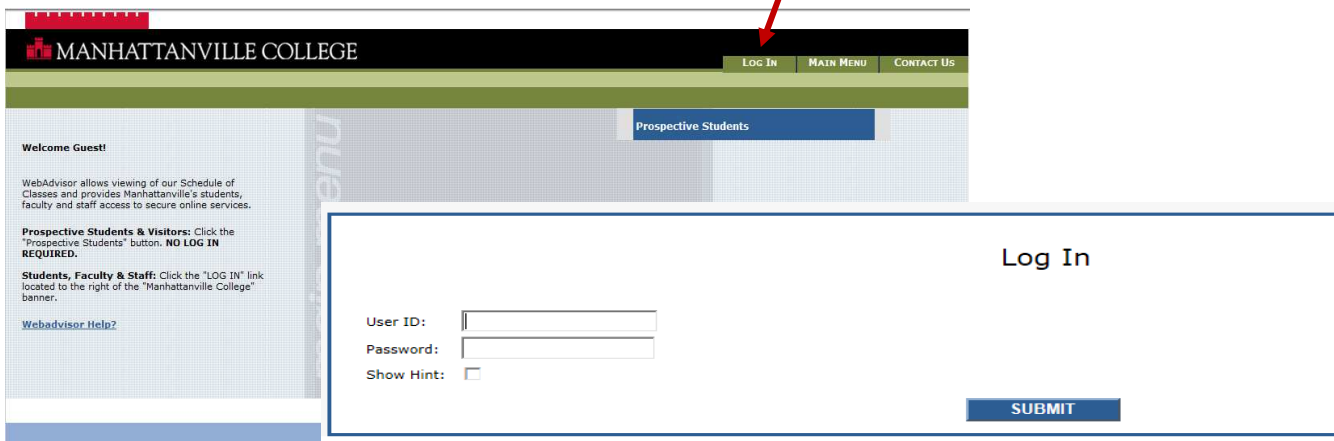 MANHATTANVILLE COLLEGE
LOG IN MAIN MENU CONTACT US
Prospective Students
Welcome Guest!
WebAdvisor allows viewing of our Schedule of
Classes and provides Manhattanville's students,
faculty and staff access to secure online services.
Prospective Students & Visitors: Click the
"Prospective Students" button. NO LOG IN
REQUIRED.
Students, Faculty & Staff: Click the "LOG IN" link
located to the right of the "Manhattanville College"
banner.
Webadvisor Help?
Log In
User ID:
Password:
Show Hint:
SUBMIT